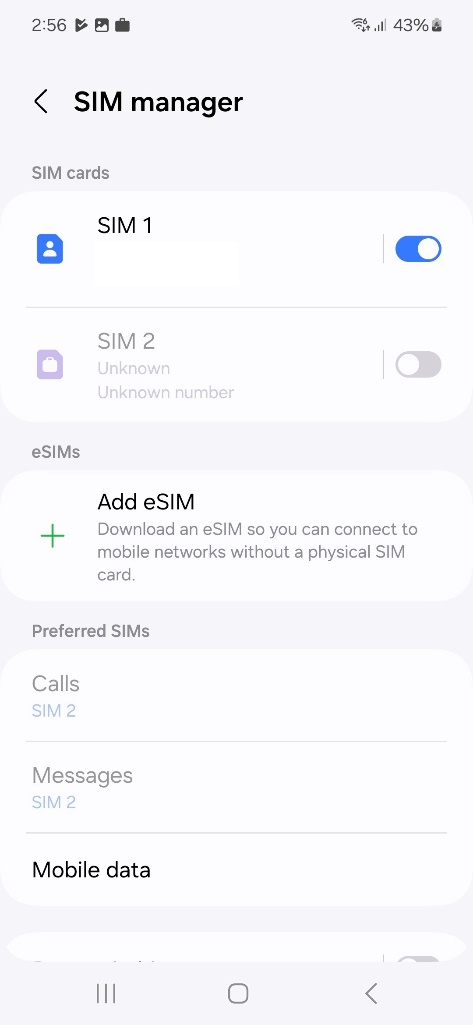 2:56
43%
SIM manager
SIM cards
SIM 1
SIM 2
Unknown
Unknown number
eSIMs
Add eSIM
Download an eSIM so you can connect to
mobile networks without a physical SIM
card.
Preferred SIMs
Calls
SIM 2
Messages
SIM 2
Mobile data